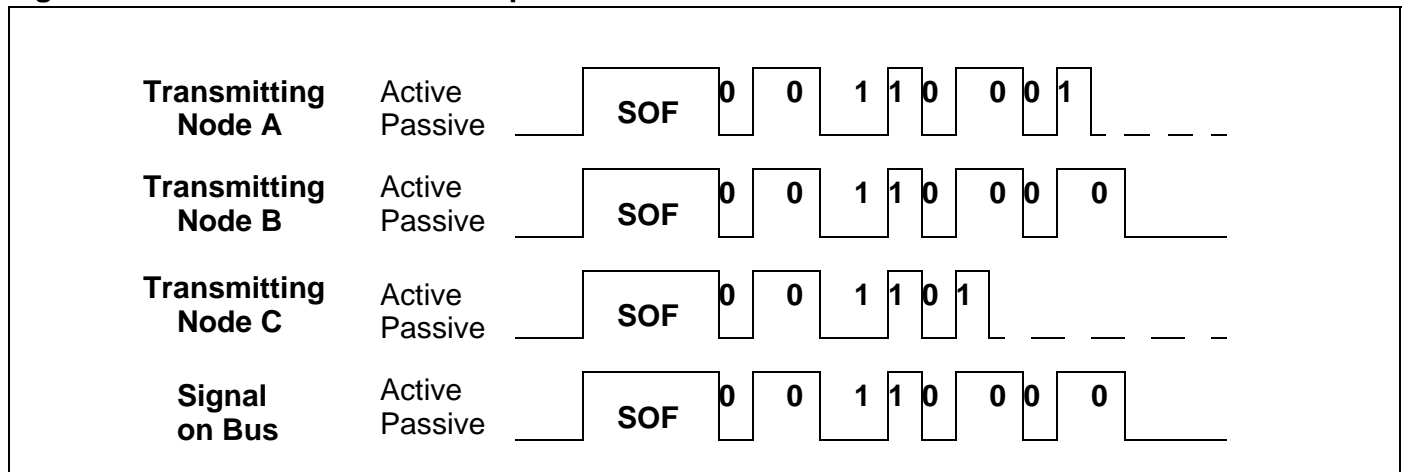 Transmitting Node A Active Passive SOF 0 0 1 1 0 0 0 1
Transmitting Node B Active Passive SOF 0 0 1 1 0 0 0 0
Transmitting Node C Active Passive SOF 0 0 1 1 0 1
Signal on Bus Active Passive SOF 0 0 1 1 0 0 0 0